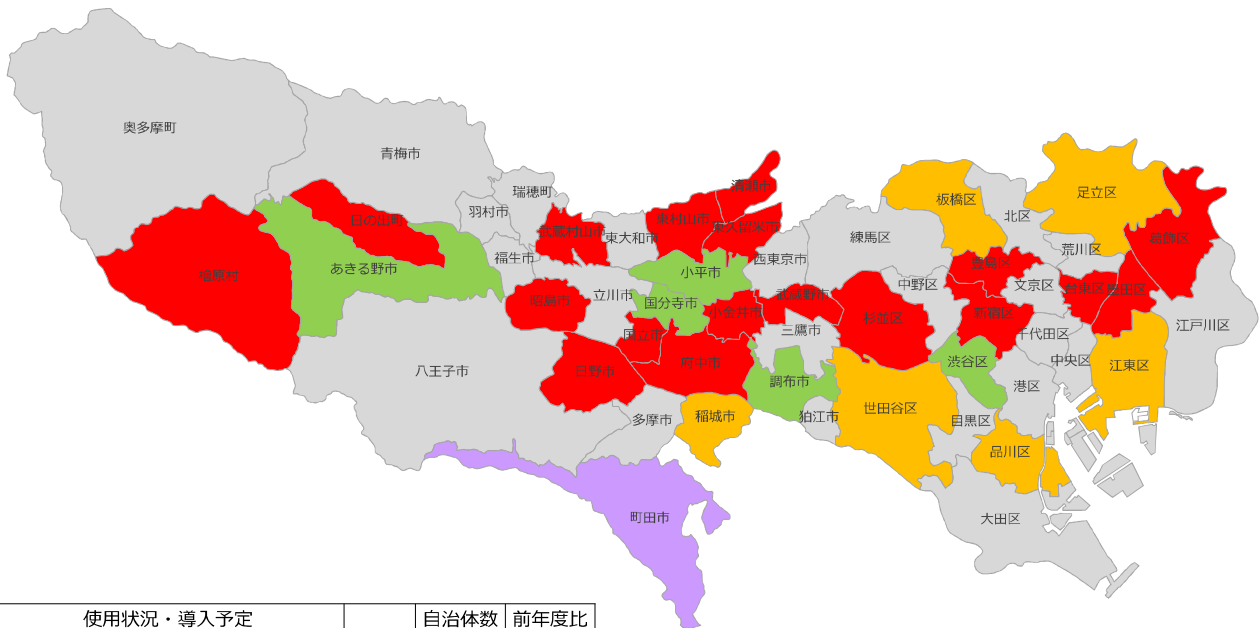 奥多摩町
青梅市
瑞穂町
羽村市
日の出町
檜原村
あきる野市
福生市
武蔵村山市
東大和市
東村山市
清瀬市
東久留米市
昭島市
立川市
小平市
国分寺市
西東京市
小金井市
武蔵野市
三鷹市
国立市
府中市
日野市
八王子市
多摩市
稲城市
調布市
狛江市
町田市
練馬区
板橋区
北区
足立区
荒川区
葛飾区
豊島区
中野区
文京区
台東区
墨田区
杉並区
新宿区
千代田区
江戸川区
渋谷区
中央区
江東区
港区
世田谷区
目黒区
品川区
大田区
使用状況・導入予定 自治体数 前年度比